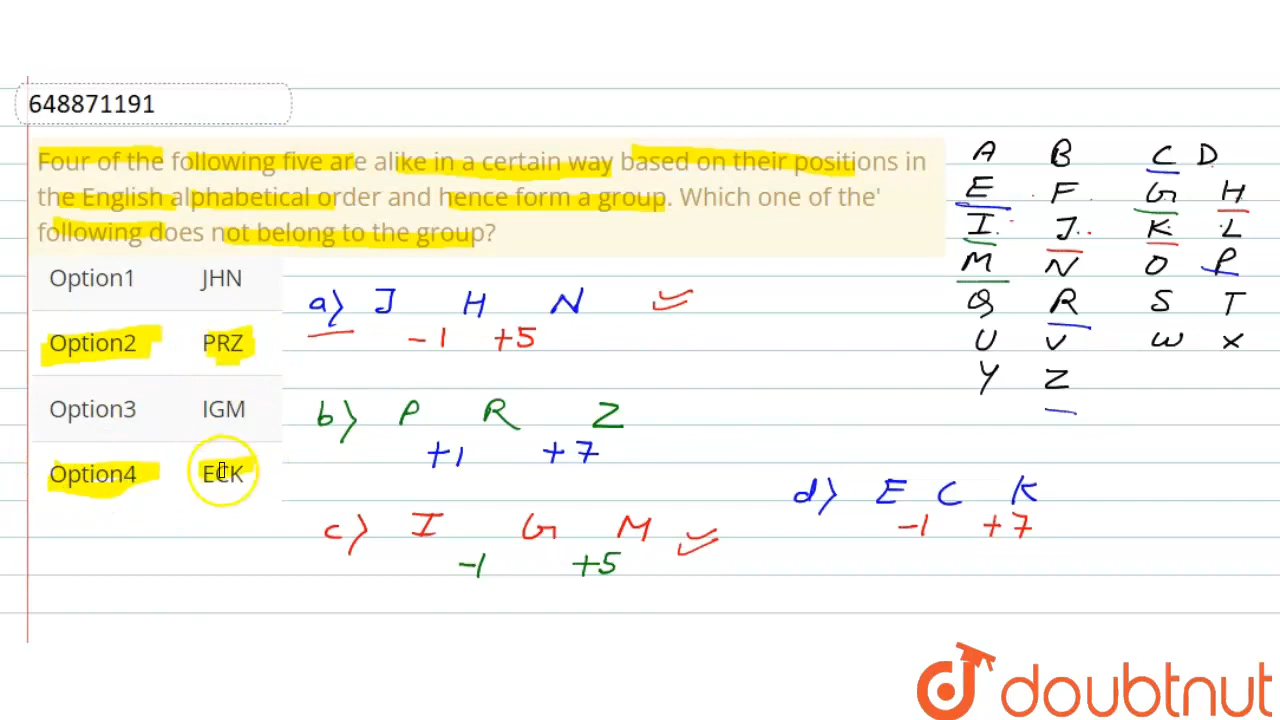 648871191
Four of the following five are alike in a certain way based on their positions in
the English alphabetical order and hence form a group. Which one of the'
following does not belong to the group?
Option1 JHN
Option2 PRZ
Option3 IGM
Option4 ECK
a) J H N
-1 +5
b) P R Z
+1 +7
c) I G M
-1 +5
d) E C K
-1 +7
A B C D
E F G H
I J K L
M N O P
Q R S T
U V W X
Y Z
doubtnut